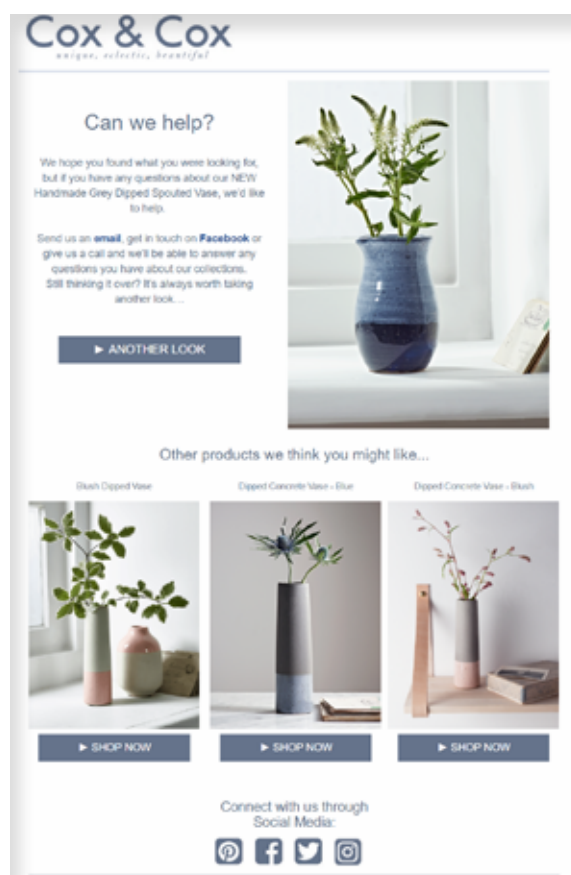 Cox & Cox
unique, eclectic, beautiful
Can we help?
We hope you found what you were looking for,
but if you have any questions about our NEW
Handmade Grey Dipped Spouted Vase, we'd like
to help.
Send us an email, get in touch on Facebook or
give us a call and we'll be able to answer any
questions you have about our collections.
Still thinking it over? It's always worth taking
another look...
► ANOTHER LOOK
Other products we think you might like...
Blush Dipped Vase
Dipped Concrete Vase - Blue
Dipped Concrete Vase - Blush
► SHOP NOW
► SHOP NOW
► SHOP NOW
Connect with us through
Social Media: